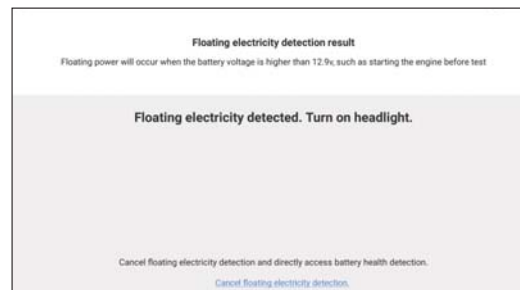 Floating electricity detection result
Floating power will occur when the battery voltage is higher than 12.9v, such as starting the engine before test
Floating electricity detected. Turn on headlight.
Cancel floating electricity detection and directly access battery health detection.
Cancel floating electricity detection.